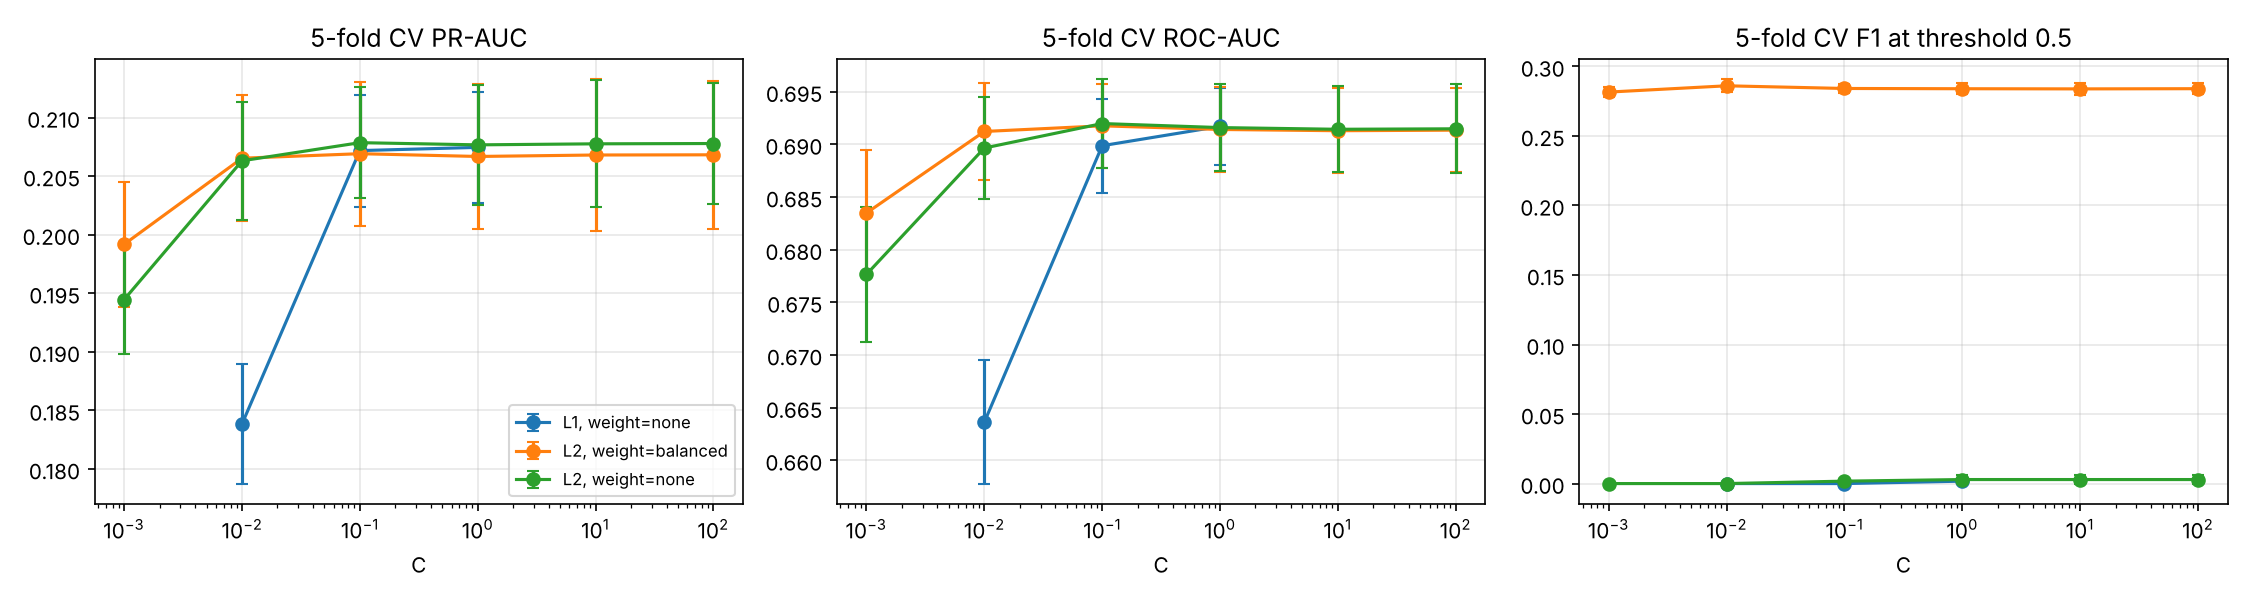 5-fold CV PR-AUC
0.210
0.205
0.200
0.195
0.190
0.185
0.180
L1, weight=none
L2, weight=balanced
L2, weight=none
10⁻³ 10⁻² 10⁻¹ 10⁰ 10¹ 10²
C
5-fold CV ROC-AUC
0.695
0.690
0.685
0.680
0.675
0.670
0.665
0.660
10⁻³ 10⁻² 10⁻¹ 10⁰ 10¹ 10²
C
5-fold CV F1 at threshold 0.5
0.30
0.25
0.20
0.15
0.10
0.05
0.00
10⁻³ 10⁻² 10⁻¹ 10⁰ 10¹ 10²
C